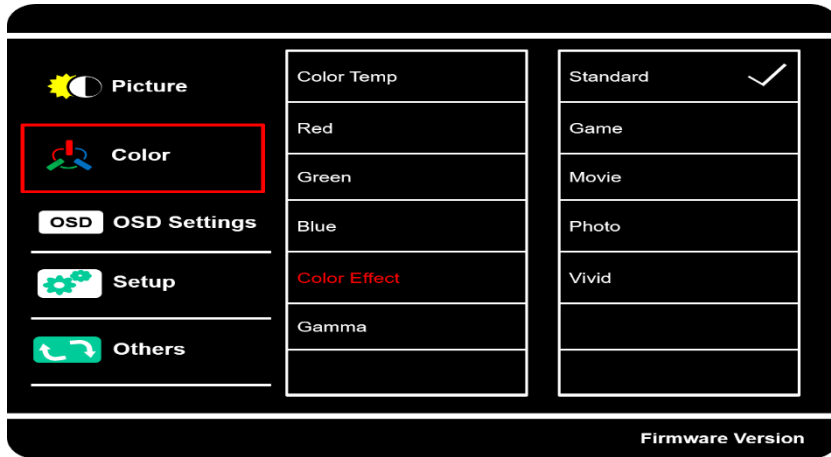 Picture
Color
OSD OSD Settings
Setup
Others
Color Temp
Red
Green
Blue
Color Effect
Gamma
Standard
Game
Movie
Photo
Vivid
Firmware Version